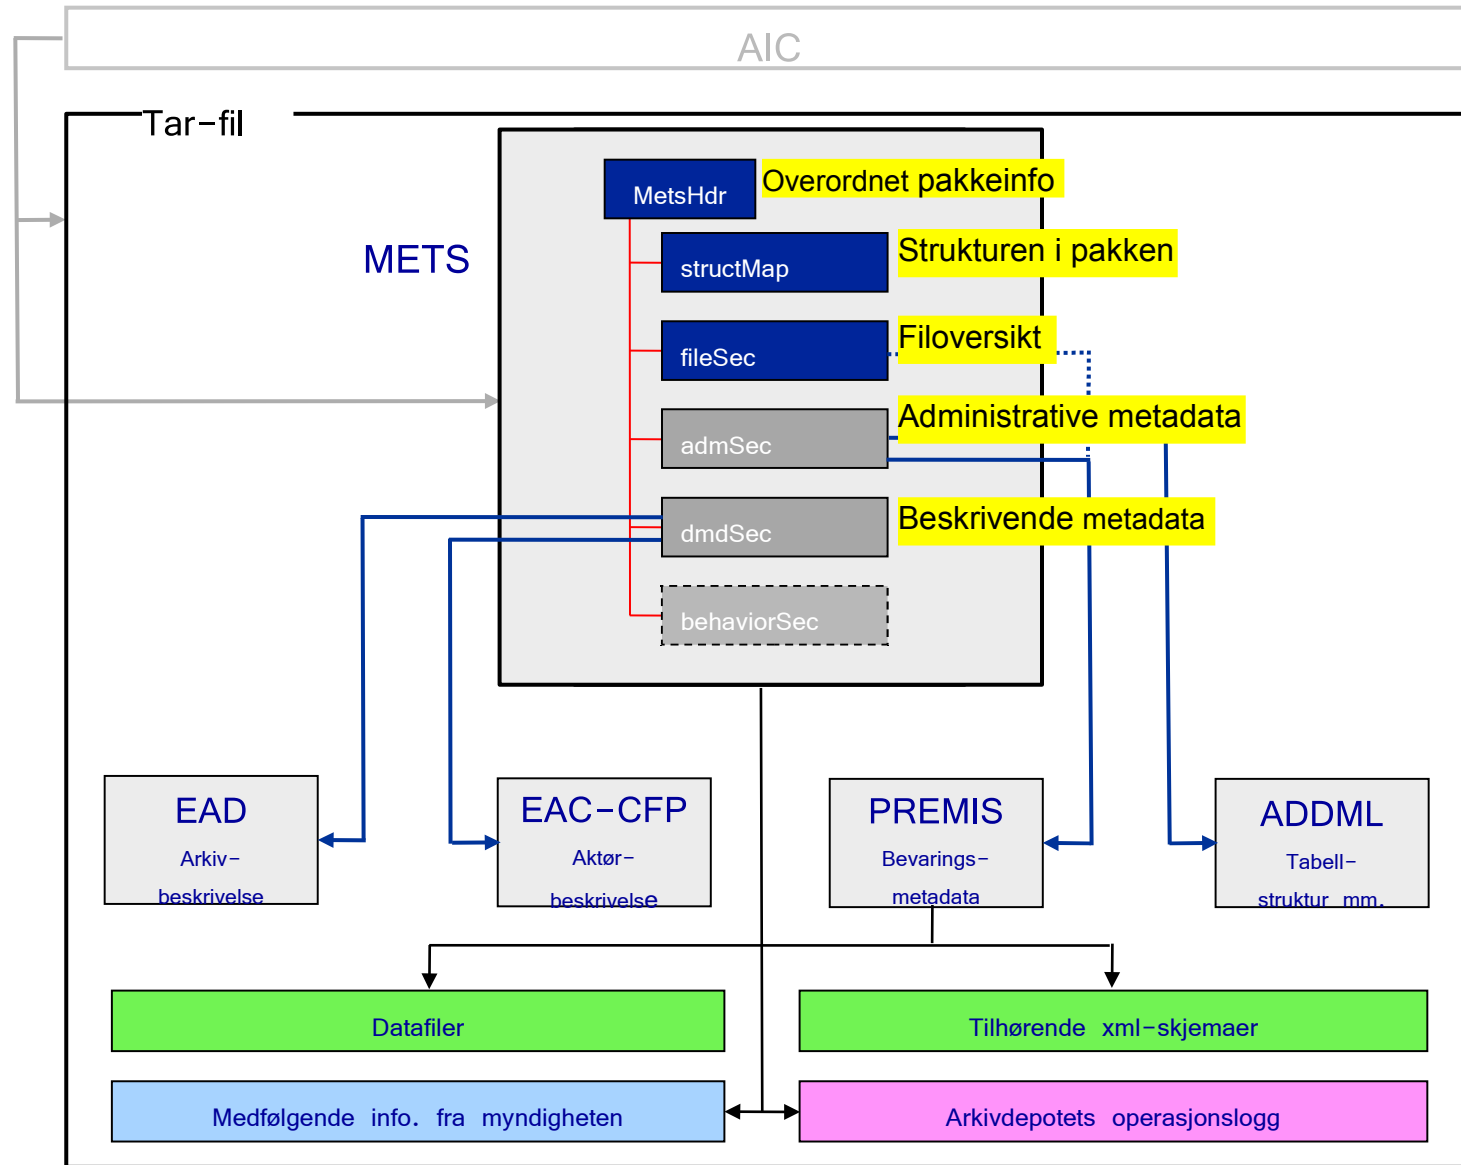 AIC
Tar-fil
METS
MetsHdr
Overordnet pakkeinfo
structMap
Strukturen i pakken
fileSec
Filoversikt
admSec
Administrative metadata
dmdSec
Beskrivende metadata
behaviorSec
EAD
Arkiv-
beskrivelse
EAC-CFP
Aktør-
beskrivelse
PREMIS
Bevarings-
metadata
ADDML
Tabell-
struktur mm.
Datafiler
Tilhørende xml-skjemaer
Medfølgende info. fra myndigheten
Arkivdepotets operasjonslogg